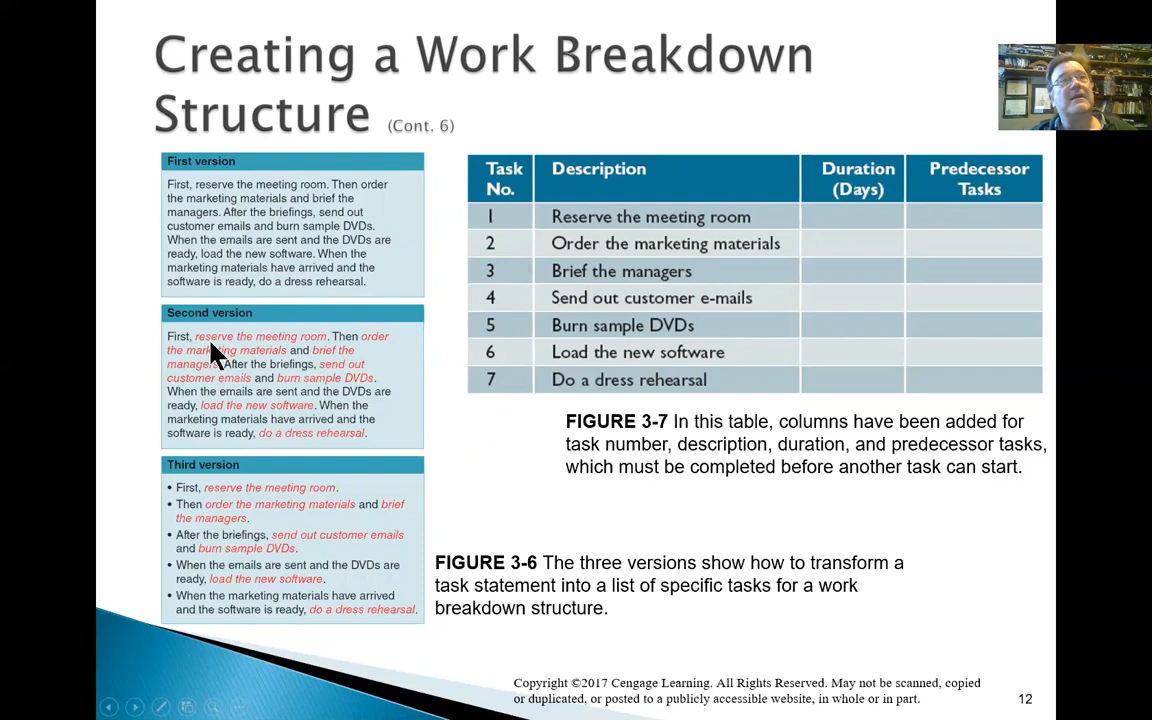 Creating a Work Breakdown
Structure (Cont. 6)
First version
First, reserve the meeting room. Then order
the marketing materials and brief the
managers. After the briefings, send out
customer emails and burn sample DVDs.
When the emails are sent and the DVDs are
ready, load the new software. When the
marketing materials have arrived and the
software is ready, do a dress rehearsal.
Second version
First, reserve the meeting room. Then order
the marketing materials and brief the
managers. After the briefings, send out
customer emails and burn sample DVDs.
When the emails are sent and the DVDs are
ready, load the new software. When the
marketing materials have arrived and the
software is ready, do a dress rehearsal.
Third version
• First, reserve the meeting room.
• Then order the marketing materials and brief
the managers.
• After the briefings, send out customer emails
and burn sample DVDs.
• When the emails are sent and the DVDs are
ready, load the new software.
• When the marketing materials have arrived
and the software is ready, do a dress rehearsal.
Task No. Description Duration (Days) Predecessor Tasks
1 Reserve the meeting room
2 Order the marketing materials
3 Brief the managers
4 Send out customer e-mails
5 Burn sample DVDs
6 Load the new software
7 Do a dress rehearsal
FIGURE 3-7 In this table, columns have been added for
task number, description, duration, and predecessor tasks,
which must be completed before another task can start.
FIGURE 3-6 The three versions show how to transform a
task statement into a list of specific tasks for a work
breakdown structure.
Copyright ©2017 Cengage Learning. All Rights Reserved. May not be scanned, copied
or duplicated, or posted to a publicly accessible website, in whole or in part.
12